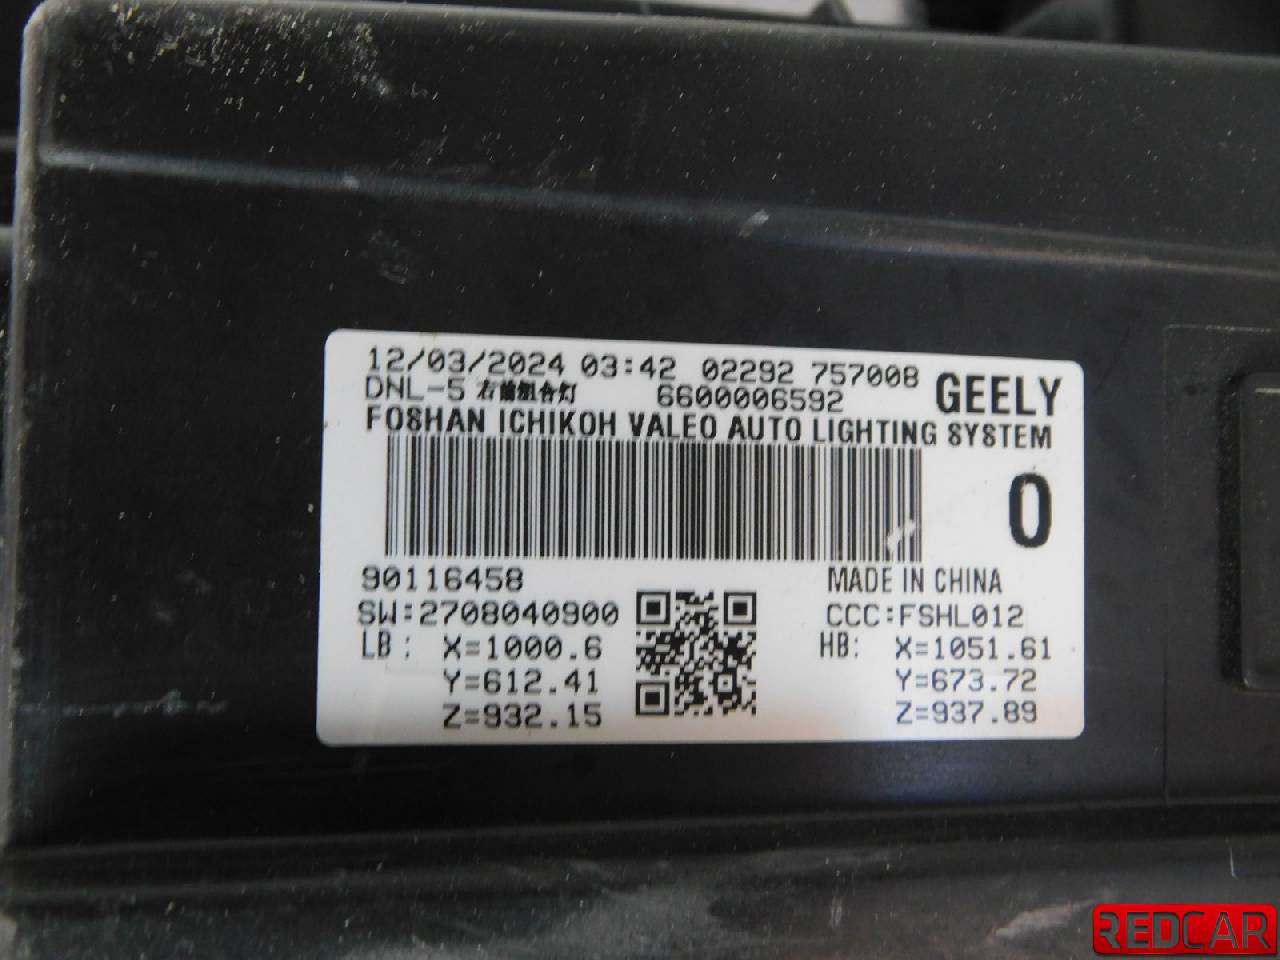 12/03/2024 03:42 02292 757008
DNL-5 右前组合灯 6600006592 GEELY
FOSHAN ICHIKOH VALEO AUTO LIGHTING SYSTEM
0
90116458 MADE IN CHINA
SW:2708040900 CCC:FSHL012
LB: X=1000.6 HB: X=1051.61
Y=612.41 Y=673.72
Z=932.15 Z=937.89
REDCAR